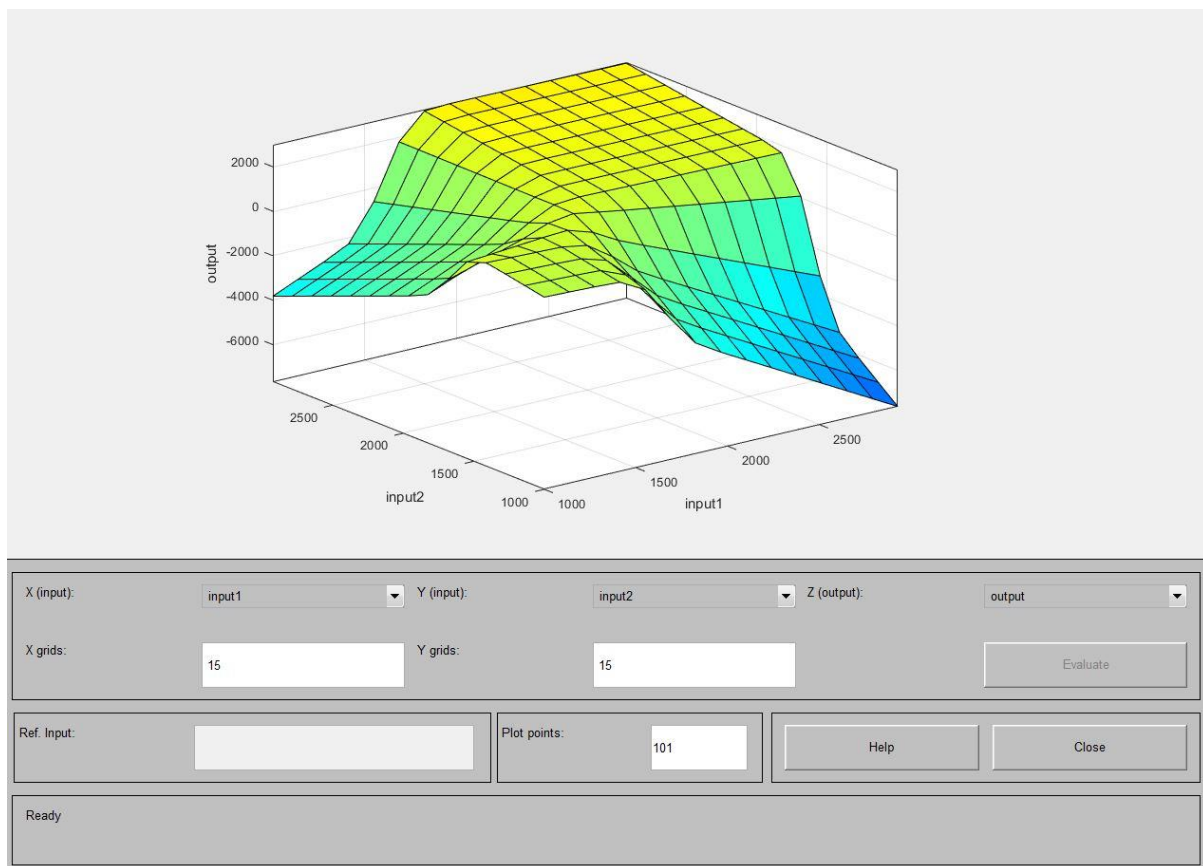 2000
0
-2000
-4000
-6000
output
2500
2000
1500
1000
input2
1000
1500
2000
2500
input1
X (input):
input1
Y (input):
input2
Z (output):
output
X grids:
15
Y grids:
15
Evaluate
Ref. Input:
Plot points:
101
Help
Close
Ready